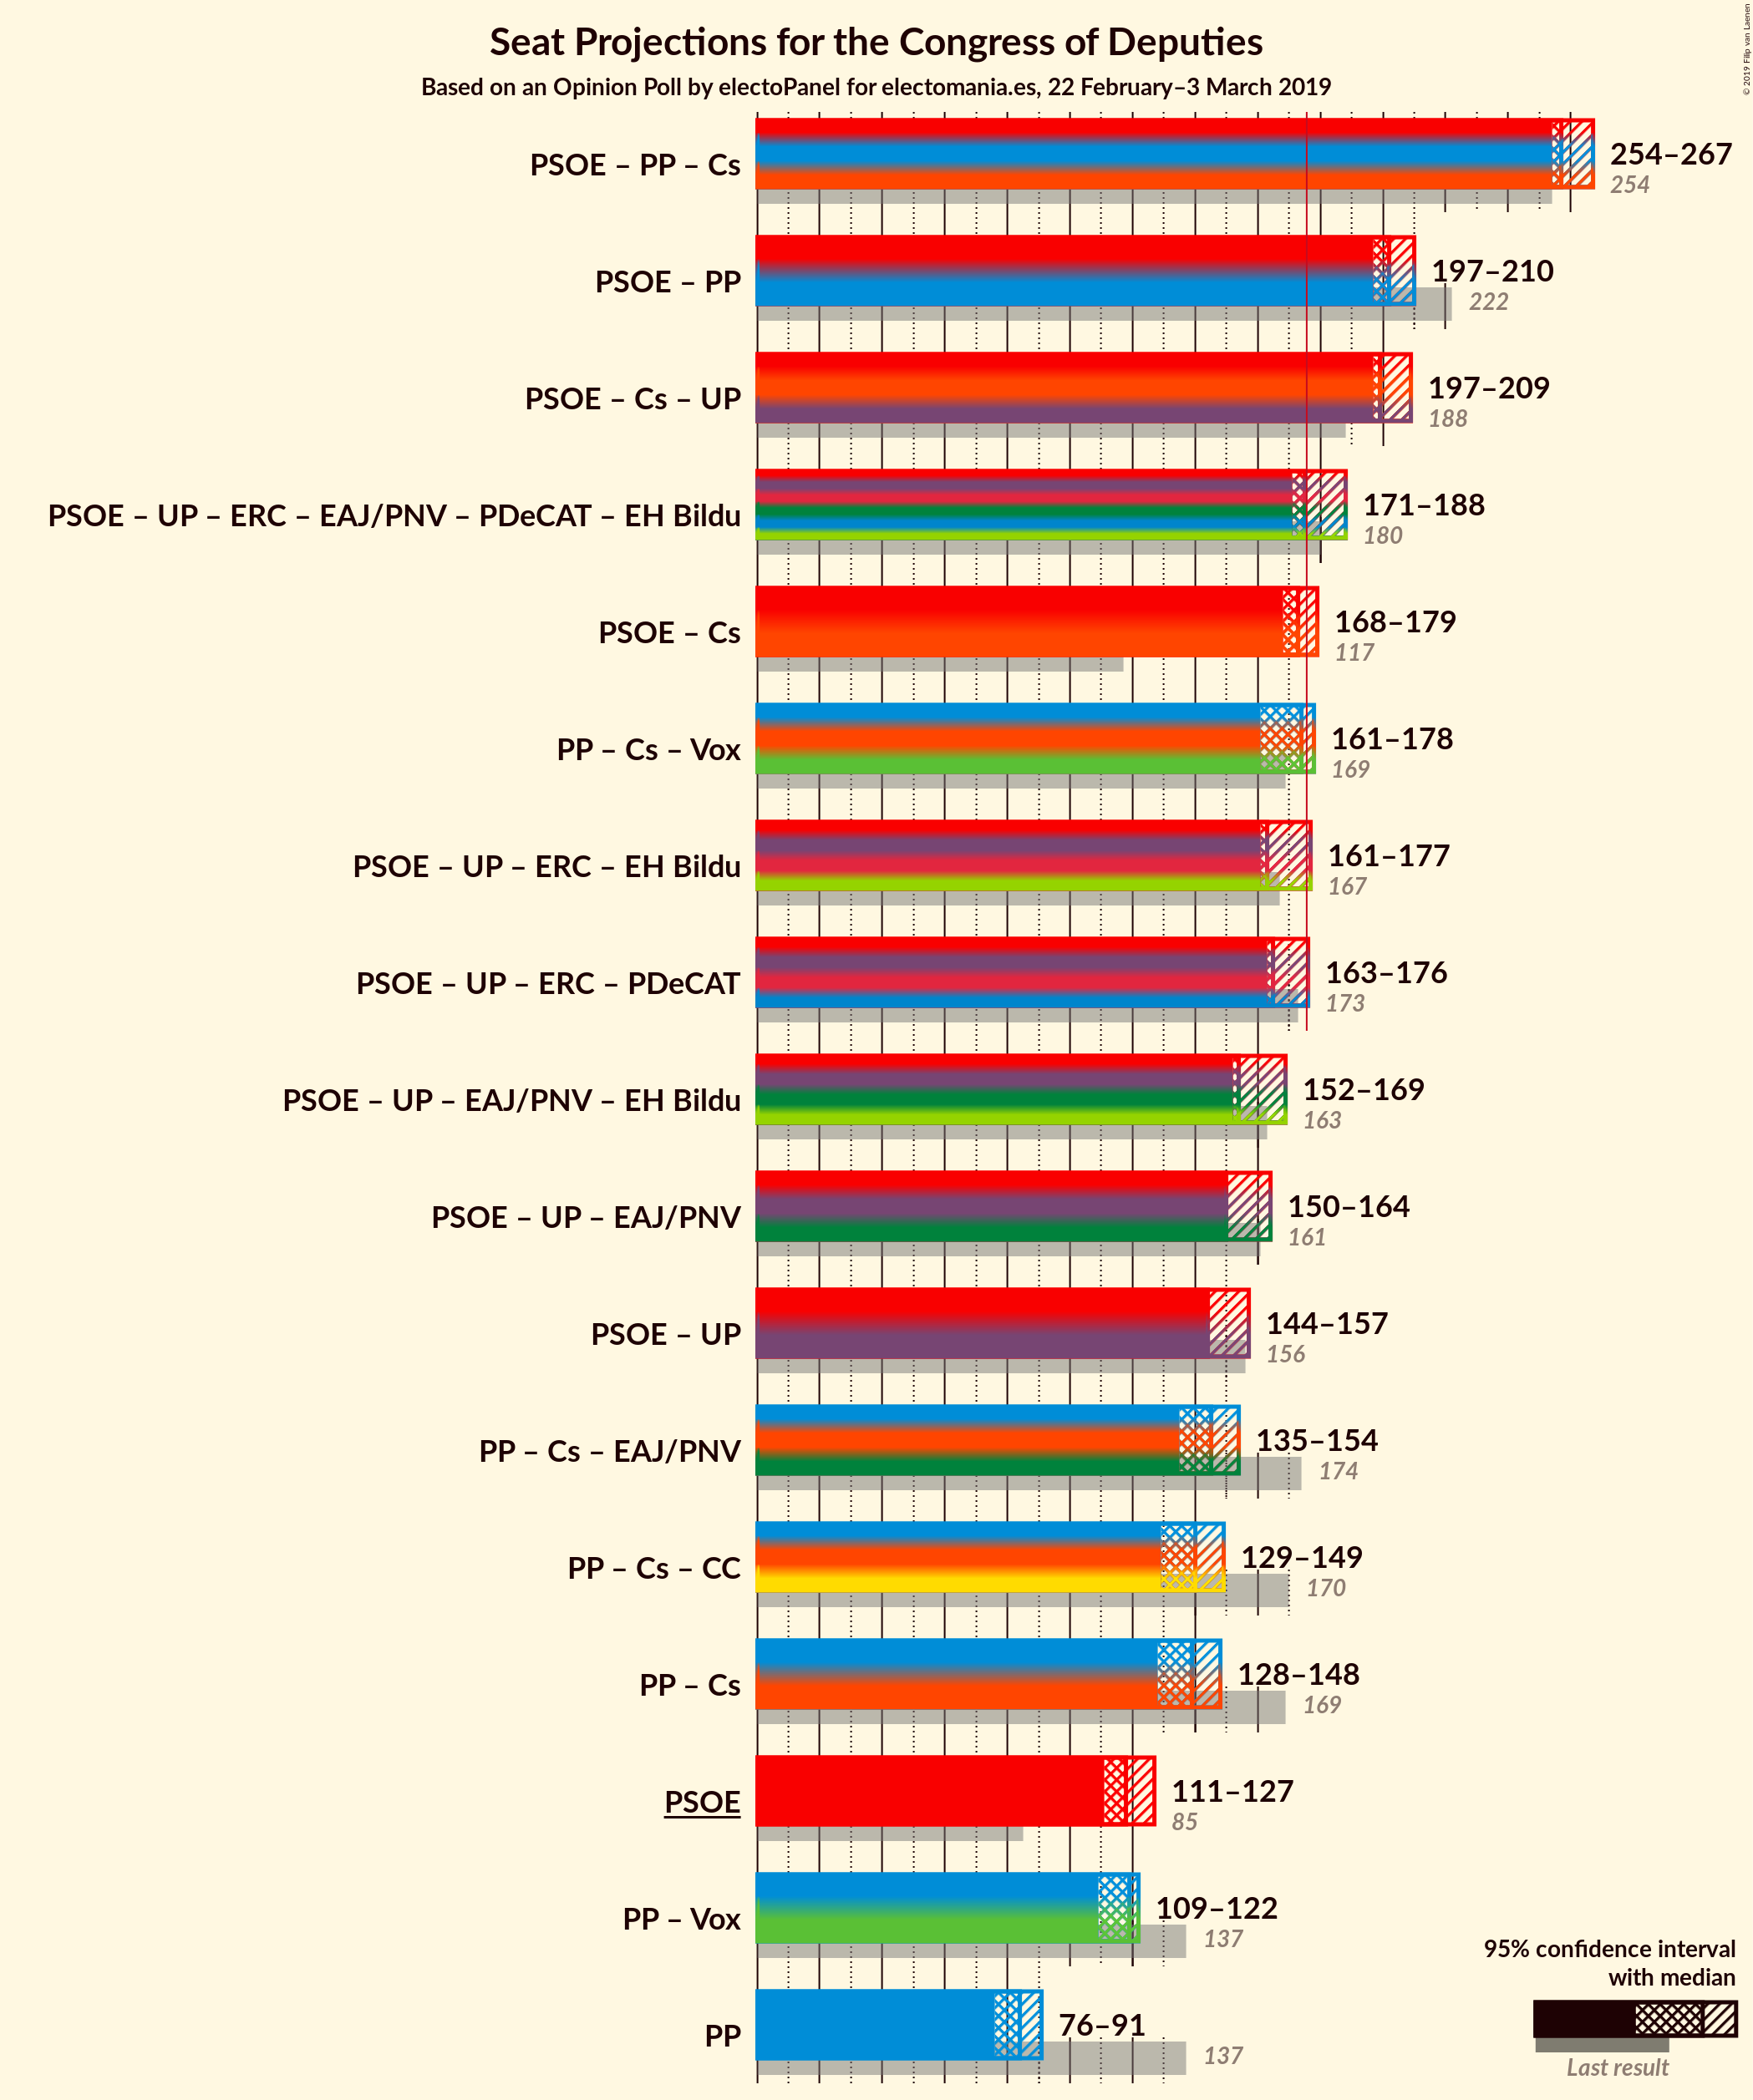 Seat Projections for the Congress of Deputies
Based on an Opinion Poll by electoPanel for electomania.es, 22 February–3 March 2019
© 2019 Filip van Laenen
PSOE – PP – Cs
254–267
254
PSOE – PP
197–210
222
PSOE – Cs – UP
197–209
188
PSOE – UP – ERC – EAJ/PNV – PDeCAT – EH Bildu
171–188
180
PSOE – Cs
168–179
117
PP – Cs – Vox
161–178
169
PSOE – UP – ERC – EH Bildu
161–177
167
PSOE – UP – ERC – PDeCAT
163–176
173
PSOE – UP – EAJ/PNV – EH Bildu
152–169
163
PSOE – UP – EAJ/PNV
150–164
161
PSOE – UP
144–157
156
PP – Cs – EAJ/PNV
135–154
174
PP – Cs – CC
129–149
170
PP – Cs
128–148
169
PSOE
111–127
85
PP – Vox
109–122
137
PP
76–91
137
95% confidence interval
with median
Last result